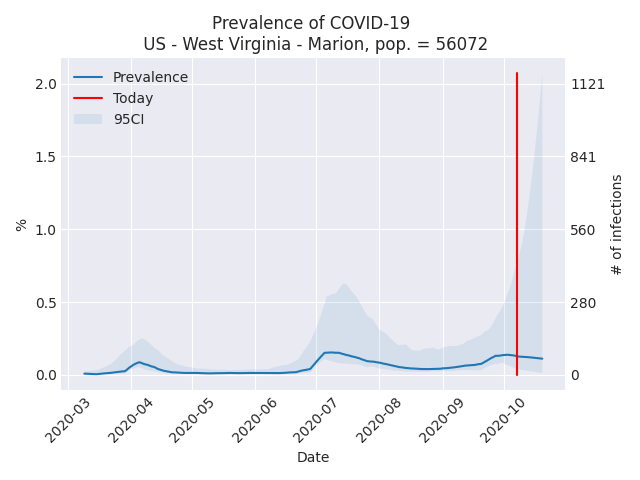 Prevalence of COVID-19
US - West Virginia - Marion, pop. = 56072
Prevalence
Today
95CI
2.0
1.5
1.0
0.5
0.0
%
1121
841
560
280
0
# of infections
2020-03
2020-04
2020-05
2020-06
2020-07
2020-08
2020-09
2020-10
Date